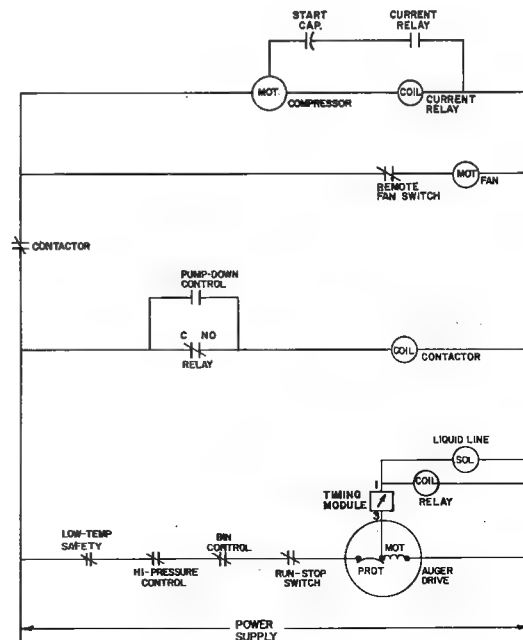 START
CAP.
CURRENT
RELAY
MOT.
COMPRESSOR
COIL
CURRENT
RELAY
REMOTE
FAN SWITCH
MOT
FAN
CONTACTOR
PUMP-DOWN
CONTROL
C NO
RELAY
COIL
CONTACTOR
LIQUID LINE
SOL
COIL
RELAY
1
TIMING
MODULE
3
LOW-TEMP
SAFETY
HI-PRESSURE
CONTROL
BIN
CONTROL
RUN-STOP
SWITCH
MOT
PROT
AUGER
DRIVE
POWER
SUPPLY